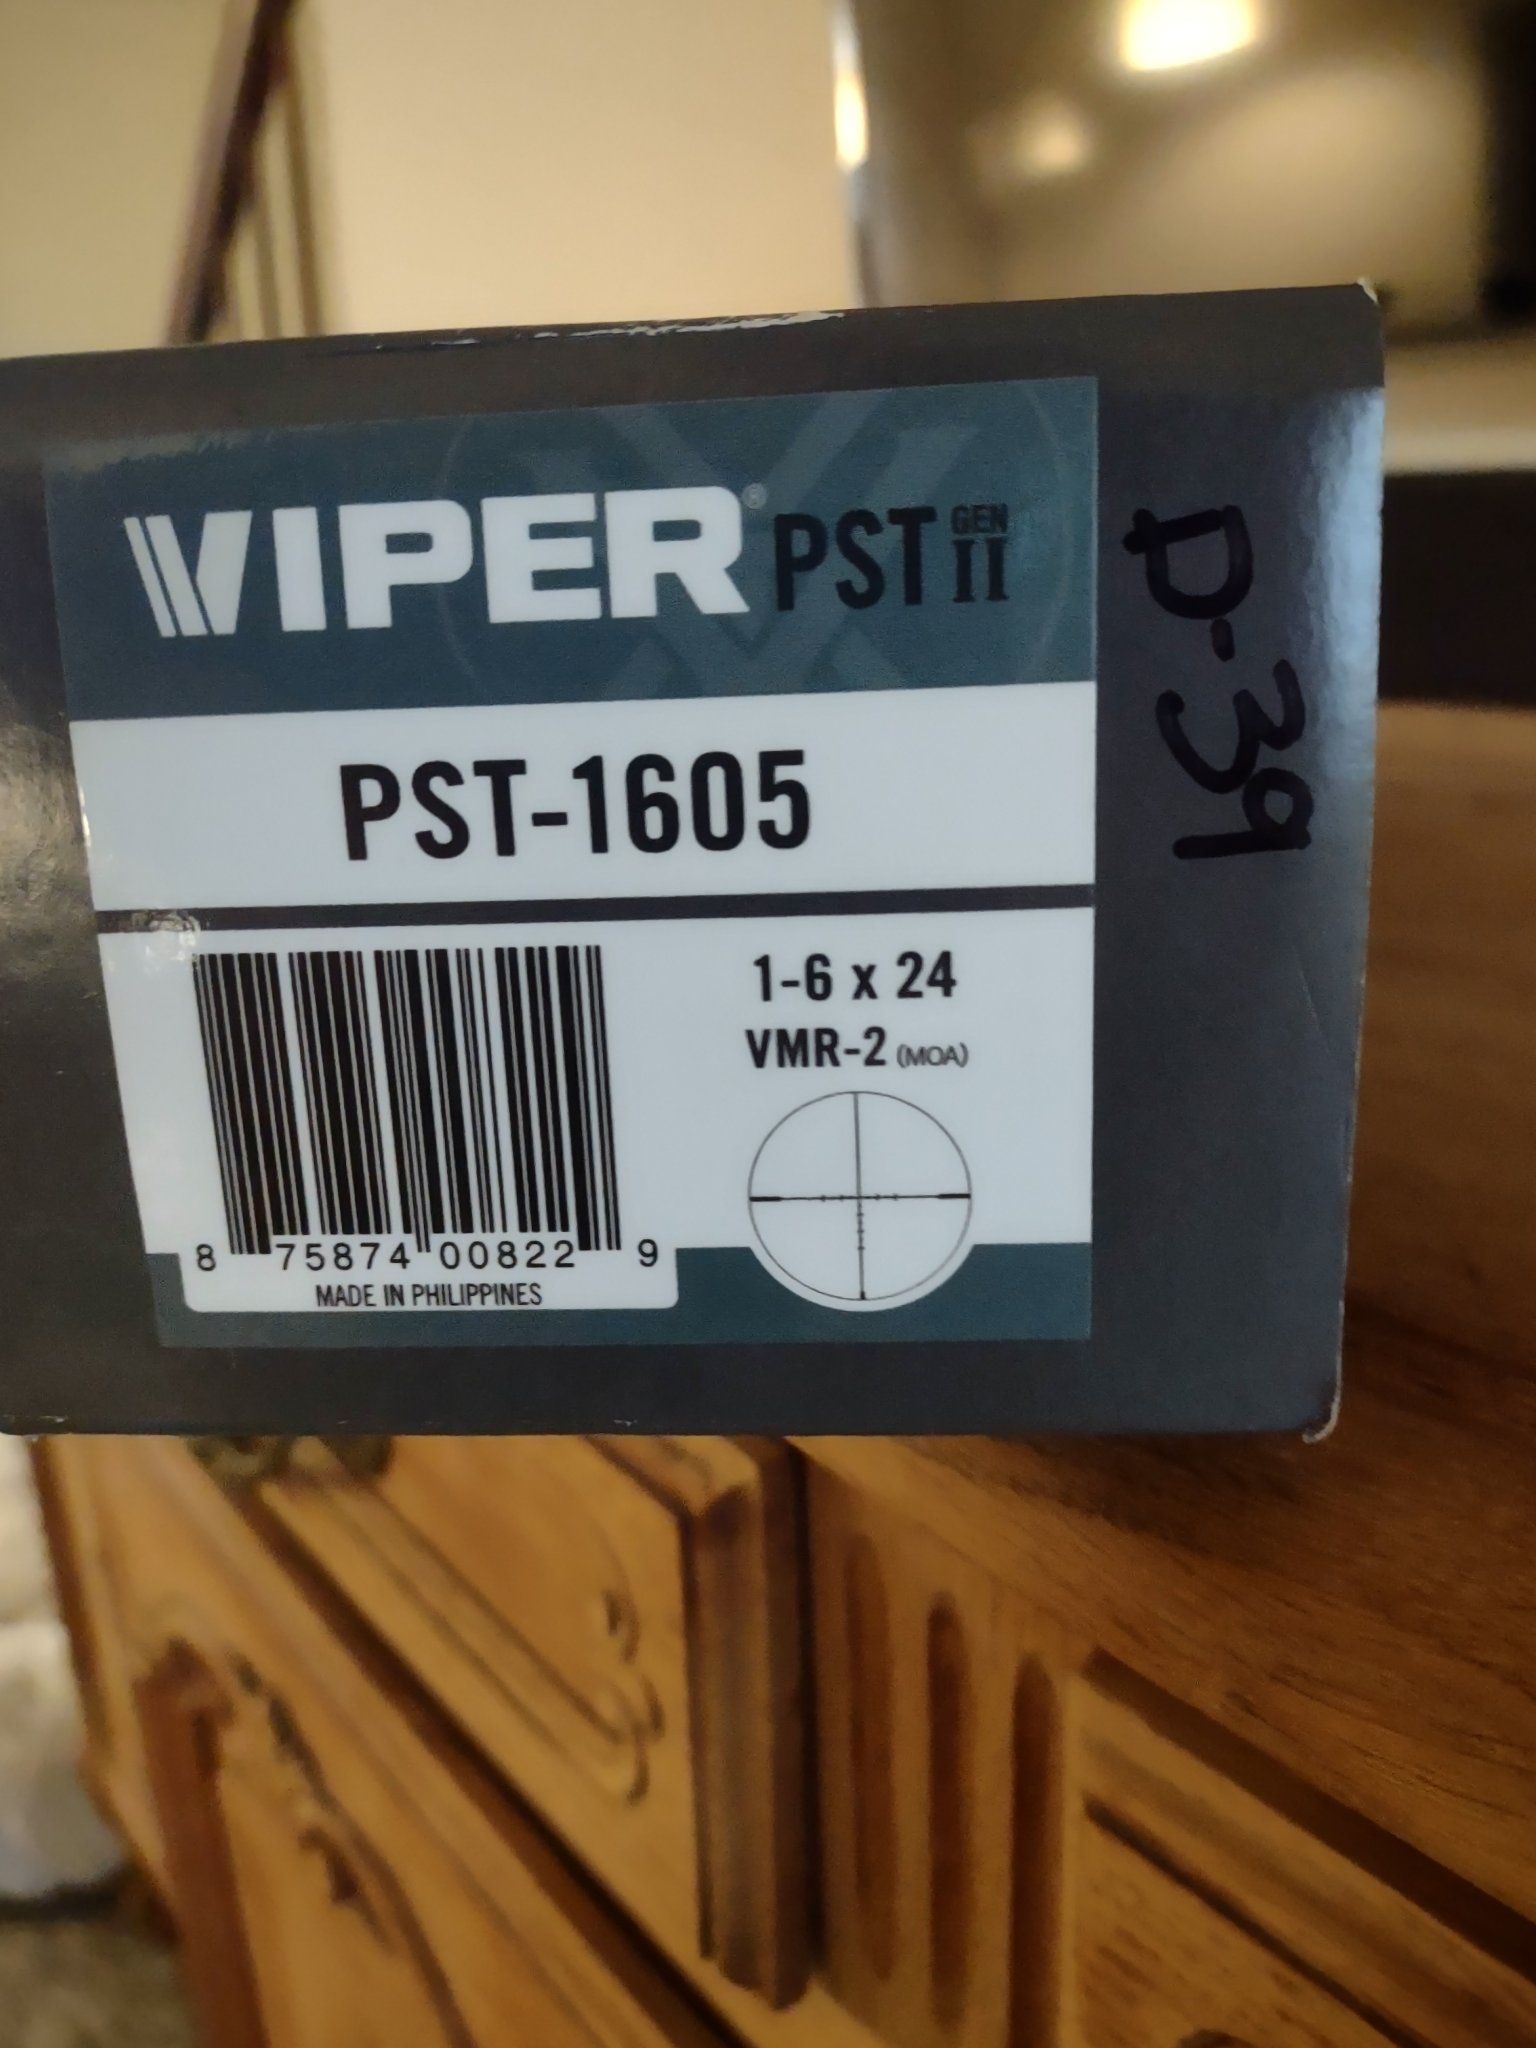 VIPER® PST GEN II
PST-1605
1-6 x 24
VMR-2 (MOA)
8 75874 00822 9
MADE IN PHILIPPINES
D-39